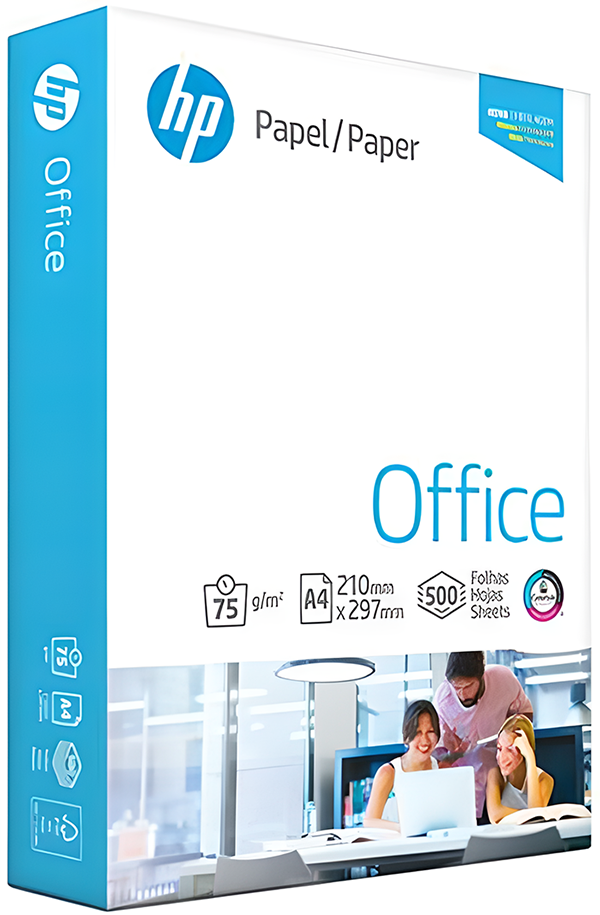 hp
Papel/Paper
Office
75 g/m²
A4 210mm
x 297mm
500 Folhas
Hojas
Sheets
hp
Office
75
A4